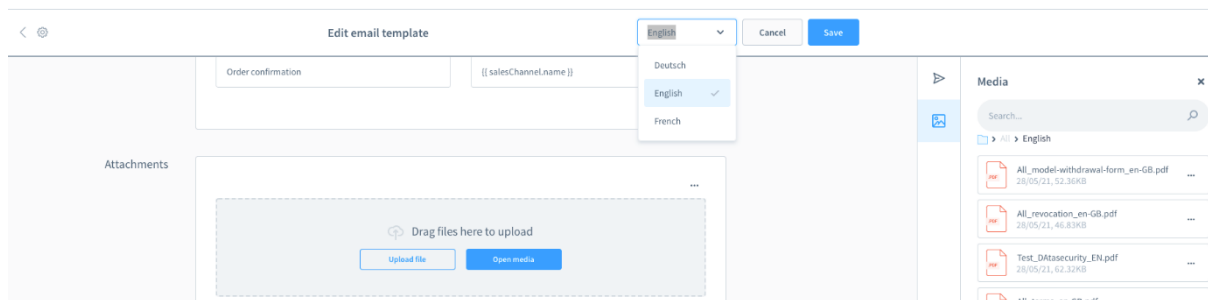 Edit email template
English
Cancel
Save
Deutsch
English
French
Order confirmation
{{ salesChannel.name }}
Attachments
Drag files here to upload
Upload file
Open media
Media
Search...
All > English
All_model-withdrawal-form_en-GB.pdf
28/05/21, 52.36KB
All_revocation_en-GB.pdf
28/05/21, 46.83KB
Test_DAtasecurity_EN.pdf
28/05/21, 62.32KB